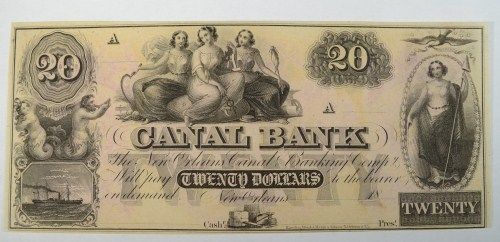 A
20
20
A
CANAL BANK
The New Orleans Canal & Banking Comp.y
Will pay TWENTY DOLLARS to the bearer
on demand New Orleans 18
TWENTY
Cash.r
Pres.t